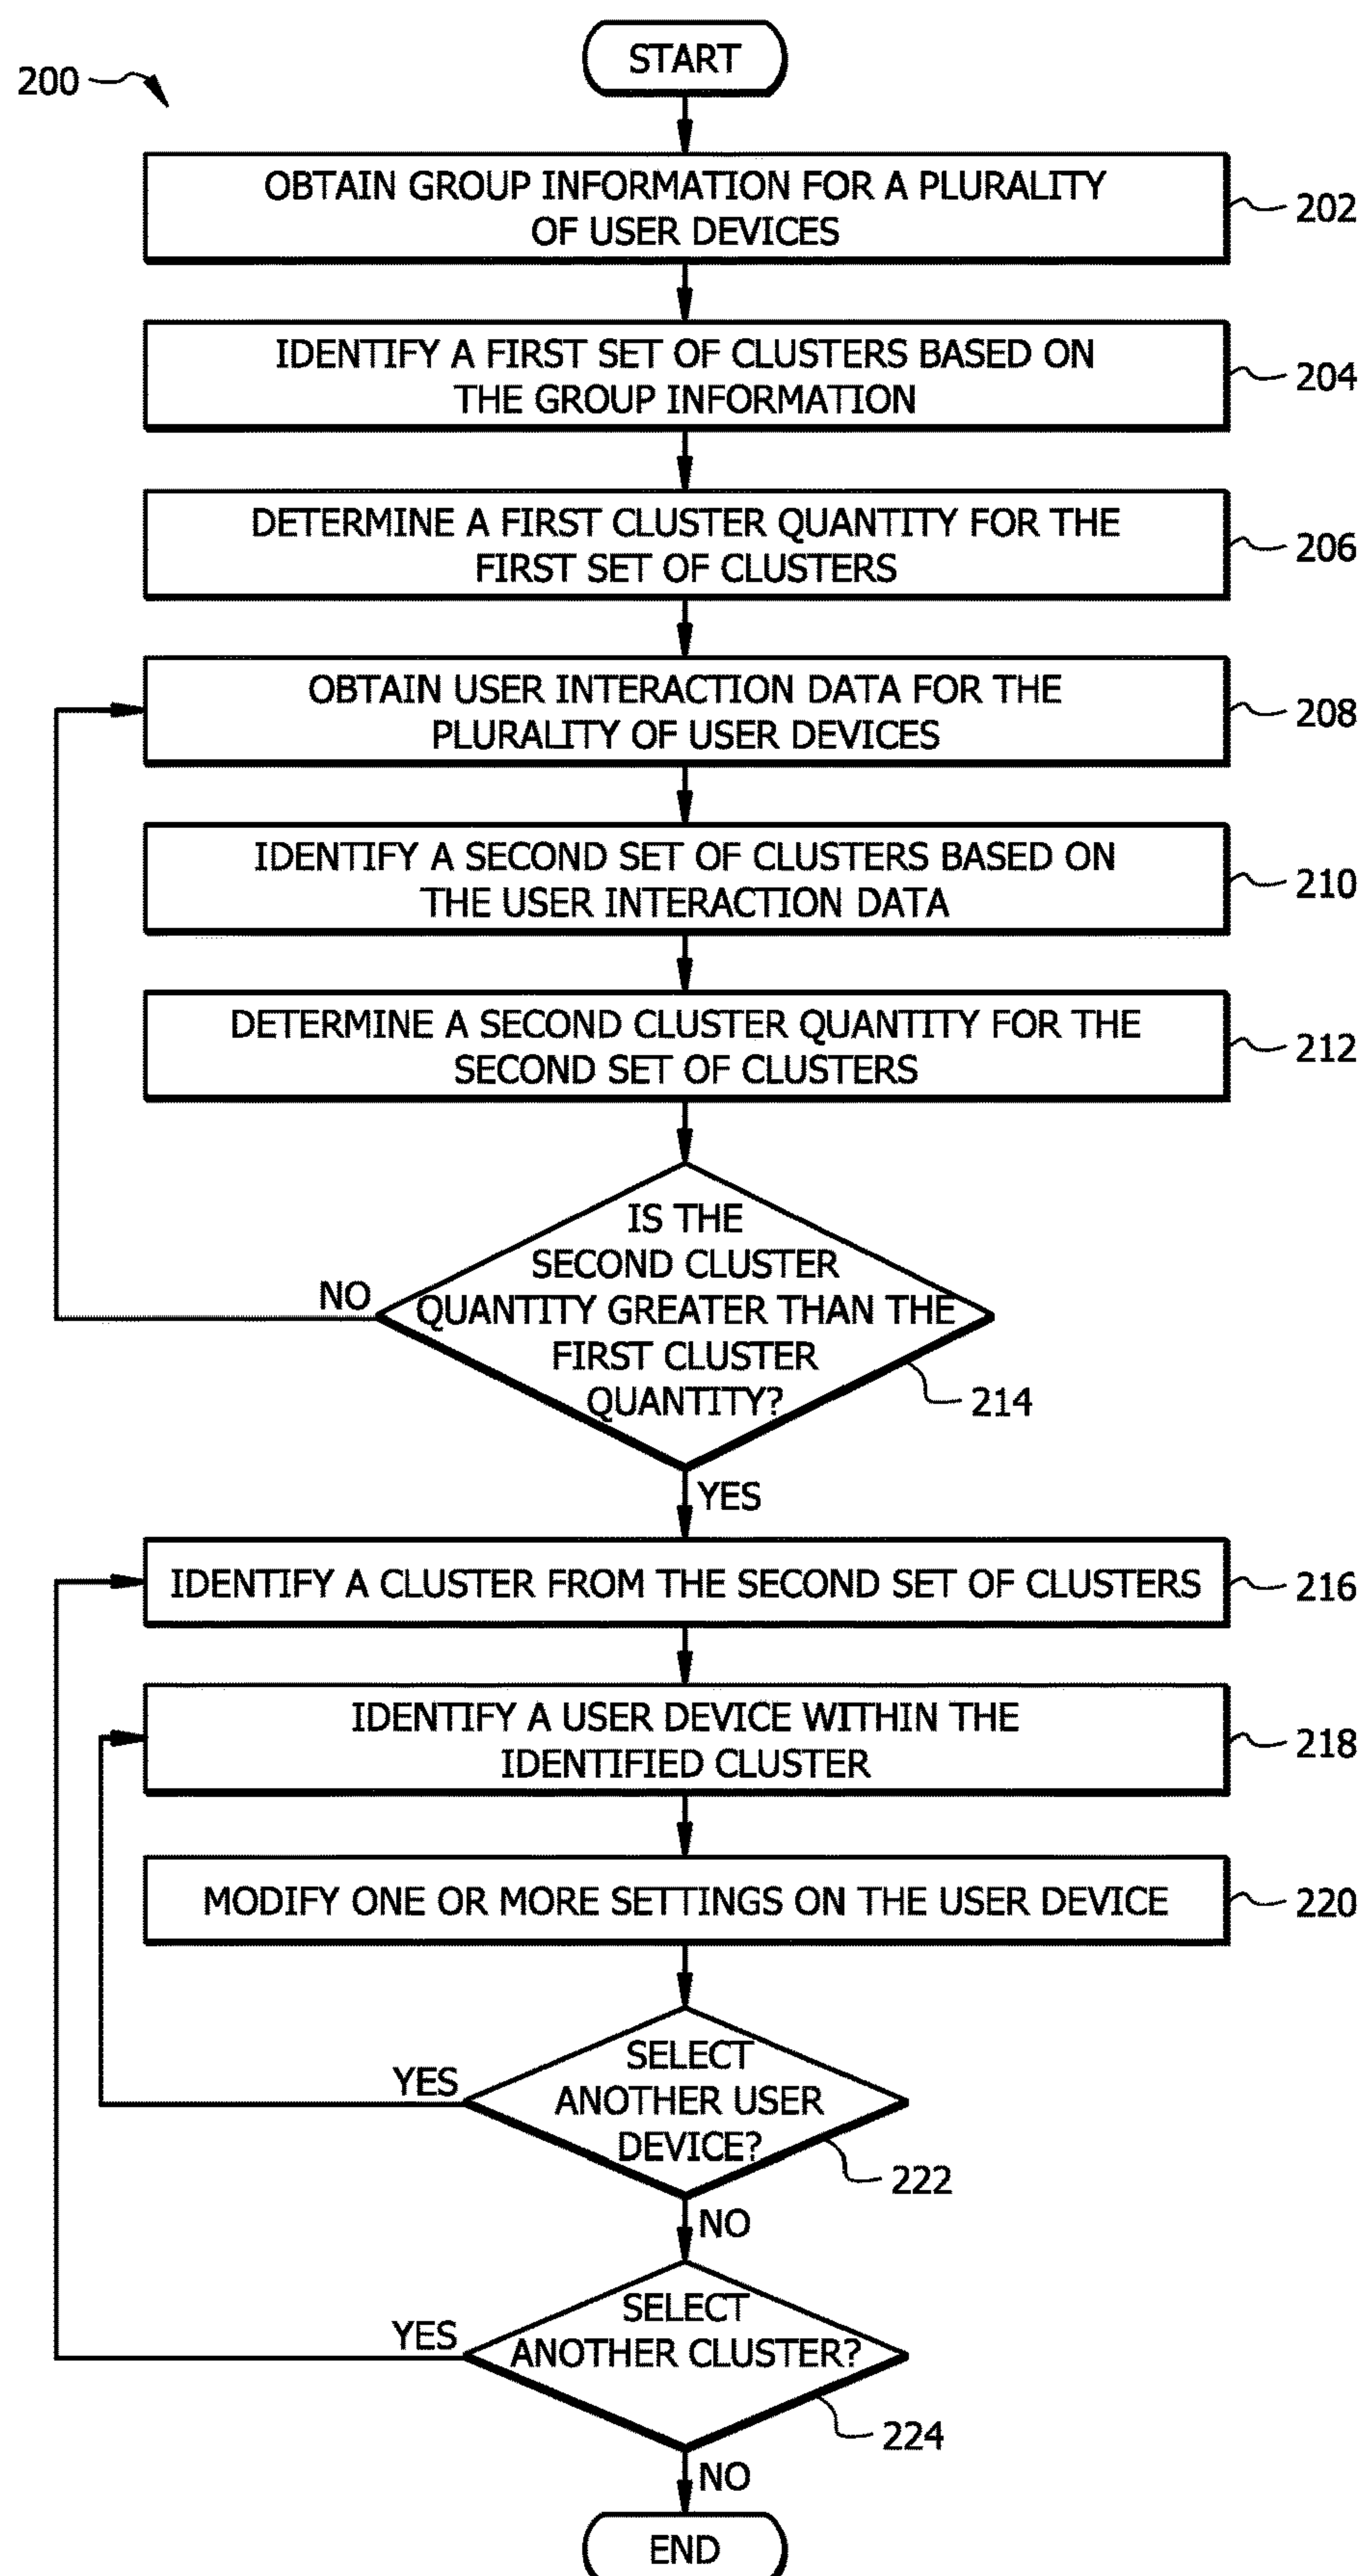 START
200
OBTAIN GROUP INFORMATION FOR A PLURALITY
OF USER DEVICES
202
IDENTIFY A FIRST SET OF CLUSTERS BASED ON
THE GROUP INFORMATION
204
DETERMINE A FIRST CLUSTER QUANTITY FOR THE
FIRST SET OF CLUSTERS
206
OBTAIN USER INTERACTION DATA FOR THE
PLURALITY OF USER DEVICES
208
IDENTIFY A SECOND SET OF CLUSTERS BASED ON
THE USER INTERACTION DATA
210
DETERMINE A SECOND CLUSTER QUANTITY FOR THE
SECOND SET OF CLUSTERS
212
IS THE
SECOND CLUSTER
QUANTITY GREATER THAN THE
FIRST CLUSTER
QUANTITY?
NO
214
YES
IDENTIFY A CLUSTER FROM THE SECOND SET OF CLUSTERS
216
IDENTIFY A USER DEVICE WITHIN THE
IDENTIFIED CLUSTER
218
MODIFY ONE OR MORE SETTINGS ON THE USER DEVICE
220
SELECT
ANOTHER USER
DEVICE?
YES
222
NO
SELECT
ANOTHER CLUSTER?
YES
224
NO
END